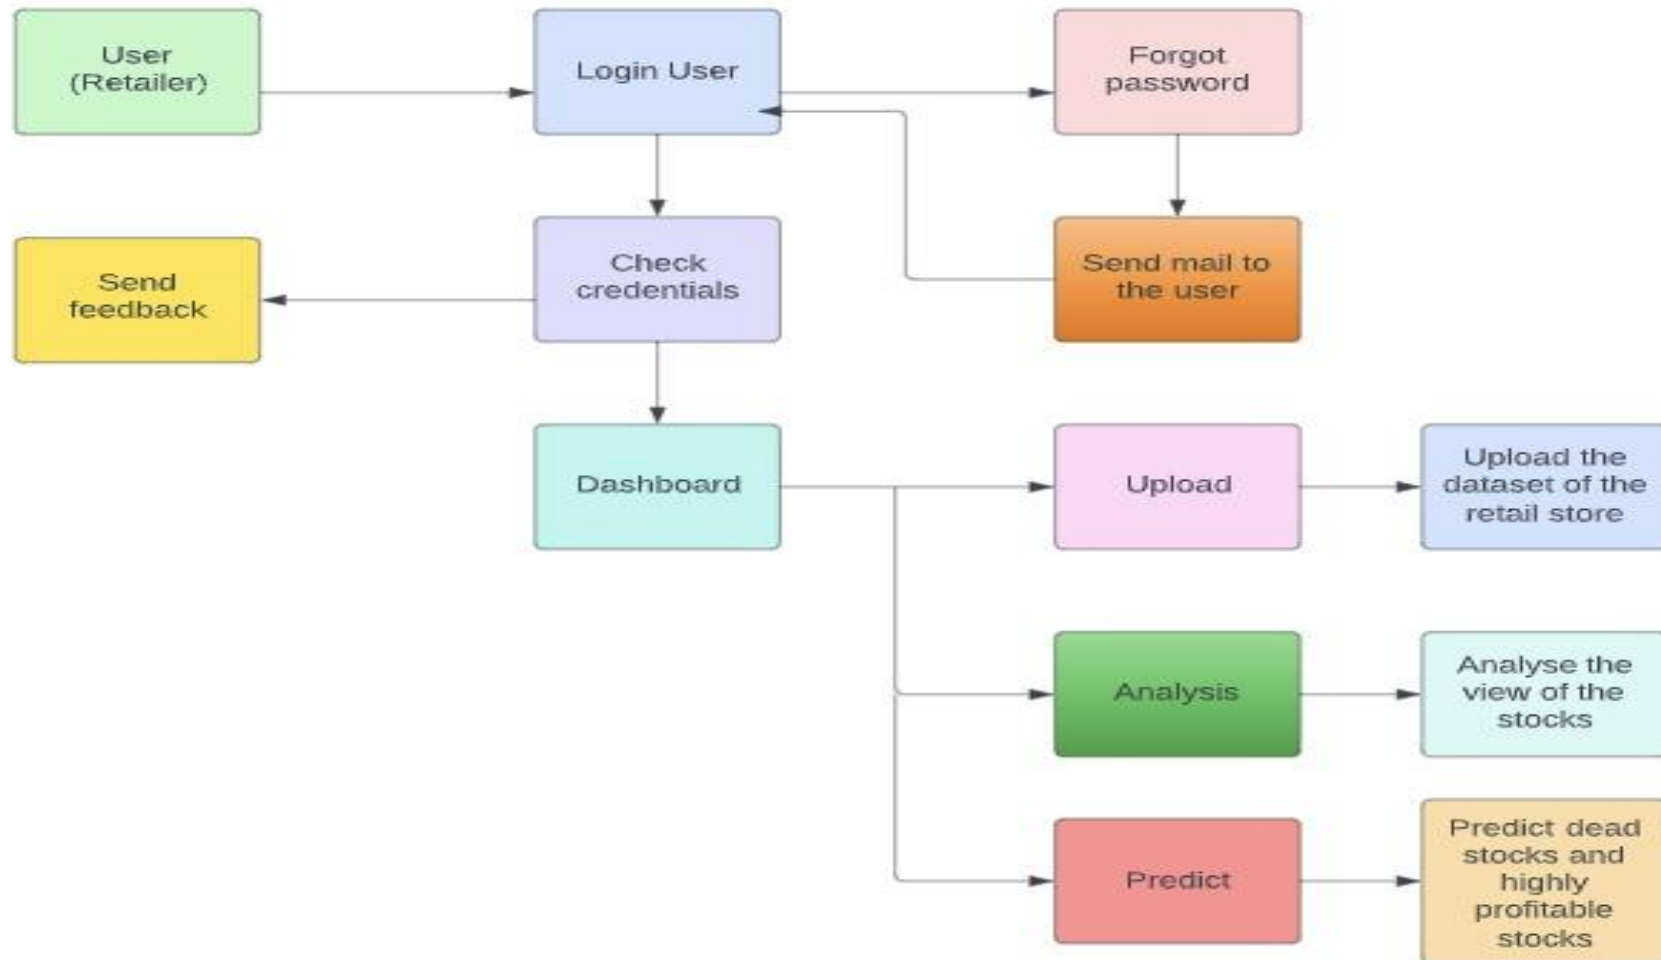 User
(Retailer)
Login User
Forgot
password
Send
feedback
Check
credentials
Send mail to
the user
Dashboard
Upload
Upload the
dataset of the
retail store
Analysis
Analyse the
view of the
stocks
Predict
Predict dead
stocks and
highly
profitable
stocks